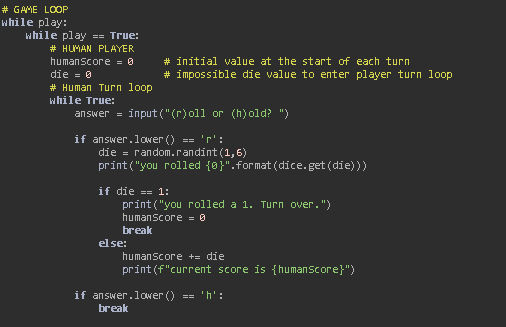 # GAME LOOP
while play:
    while play == True:
        # HUMAN PLAYER
        humanScore = 0     # initial value at the start of each turn
        die = 0            # impossible die value to enter player turn loop
        # Human Turn loop
        while True:
            answer = input("(r)oll or (h)old? ")

            if answer.lower() == 'r':
                die = random.randint(1,6)
                print("you rolled {0}".format(dice.get(die)))

                if die == 1:
                    print("you rolled a 1. Turn over.")
                    humanScore = 0
                    break
                else:
                    humanScore += die
                    print(f"current score is {humanScore}")

            if answer.lower() == 'h':
                break